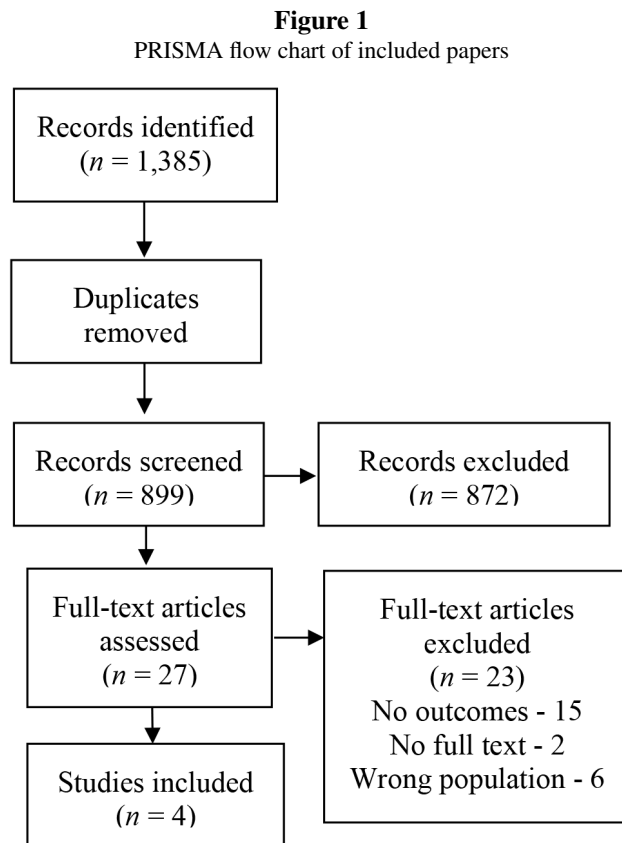 Figure 1
PRISMA flow chart of included papers
Records identified
(n = 1,385)
Duplicates
removed
Records screened
(n = 899)
Records excluded
(n = 872)
Full-text articles
assessed
(n = 27)
Full-text articles
excluded
(n = 23)
No outcomes - 15
No full text - 2
Wrong population - 6
Studies included
(n = 4)